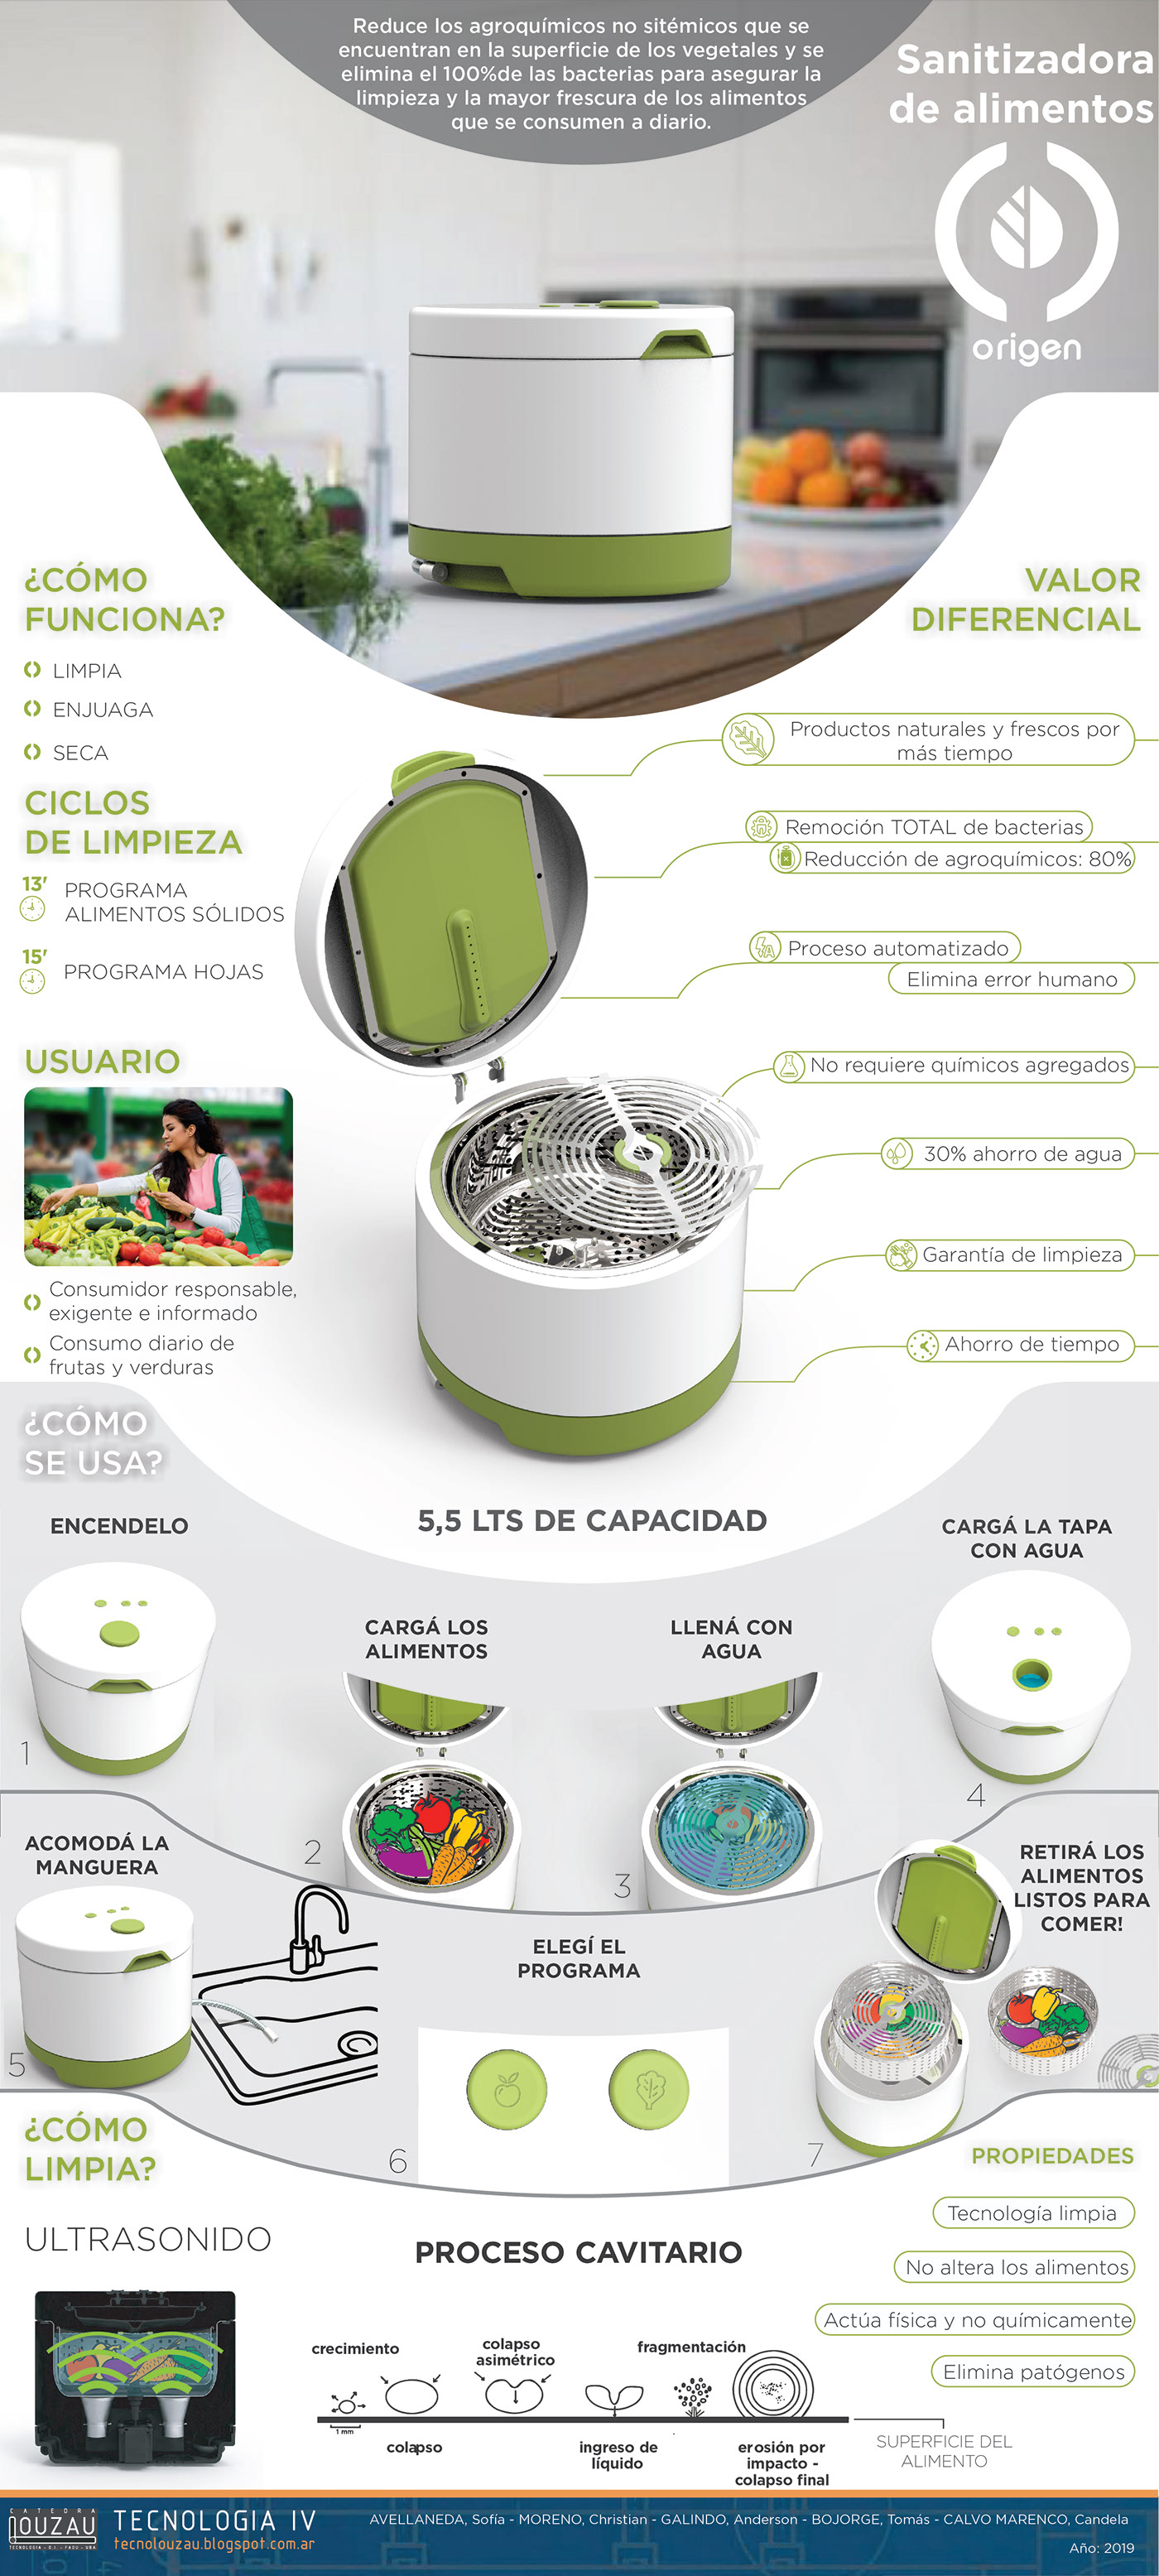 Reduce los agroquímicos no sitémicos que se
encuentran en la superficie de los vegetales y se
elimina el 100%de las bacterias para asegurar la
limpieza y la mayor frescura de los alimentos
que se consumen a diario.
Sanitizadora
de alimentos
origen
¿CÓMO
FUNCIONA?
LIMPIA
ENJUAGA
SECA
CICLOS
DE LIMPIEZA
13'
PROGRAMA
ALIMENTOS SÓLIDOS
15'
PROGRAMA HOJAS
USUARIO
Consumidor responsable,
exigente e informado
Consumo diario de
frutas y verduras
VALOR
DIFERENCIAL
Productos naturales y frescos por
más tiempo
Remoción TOTAL de bacterias
Reducción de agroquímicos: 80%
Proceso automatizado
Elimina error humano
No requiere químicos agregados
30% ahorro de agua
Garantía de limpieza
Ahorro de tiempo
¿CÓMO
SE USA?
5,5 LTS DE CAPACIDAD
ENCENDELO
1
CARGÁ LOS
ALIMENTOS
2
LLENÁ CON
AGUA
3
CARGÁ LA TAPA
CON AGUA
4
ACOMODÁ LA
MANGUERA
5
ELEGÍ EL
PROGRAMA
6
RETIRÁ LOS
ALIMENTOS
LISTOS PARA
COMER!
7
¿CÓMO
LIMPIA?
ULTRASONIDO
PROCESO CAVITARIO
crecimiento
colapso
asimétrico
fragmentación
1 mm
colapso
ingreso de
líquido
erosión por
impacto -
colapso final
SUPERFICIE DEL
ALIMENTO
PROPIEDADES
Tecnología limpia
No altera los alimentos
Actúa física y no químicamente
Elimina patógenos
CATEDRA
LOUZAU
TECNOLOGIA - D.I. - FADU - UBA
TECNOLOGIA IV
tecnolouzau.blogspot.com.ar
AVELLANEDA, Sofía - MORENO, Christian - GALINDO, Anderson - BOJORGE, Tomás - CALVO MARENCO, Candela
Año: 2019